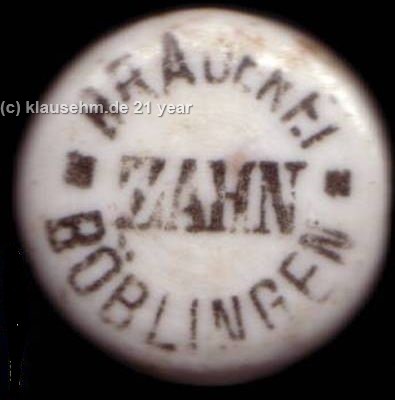 BRAUEREI
(c) klausehm.de 21 year
ZAHN
BÖBLINGEN